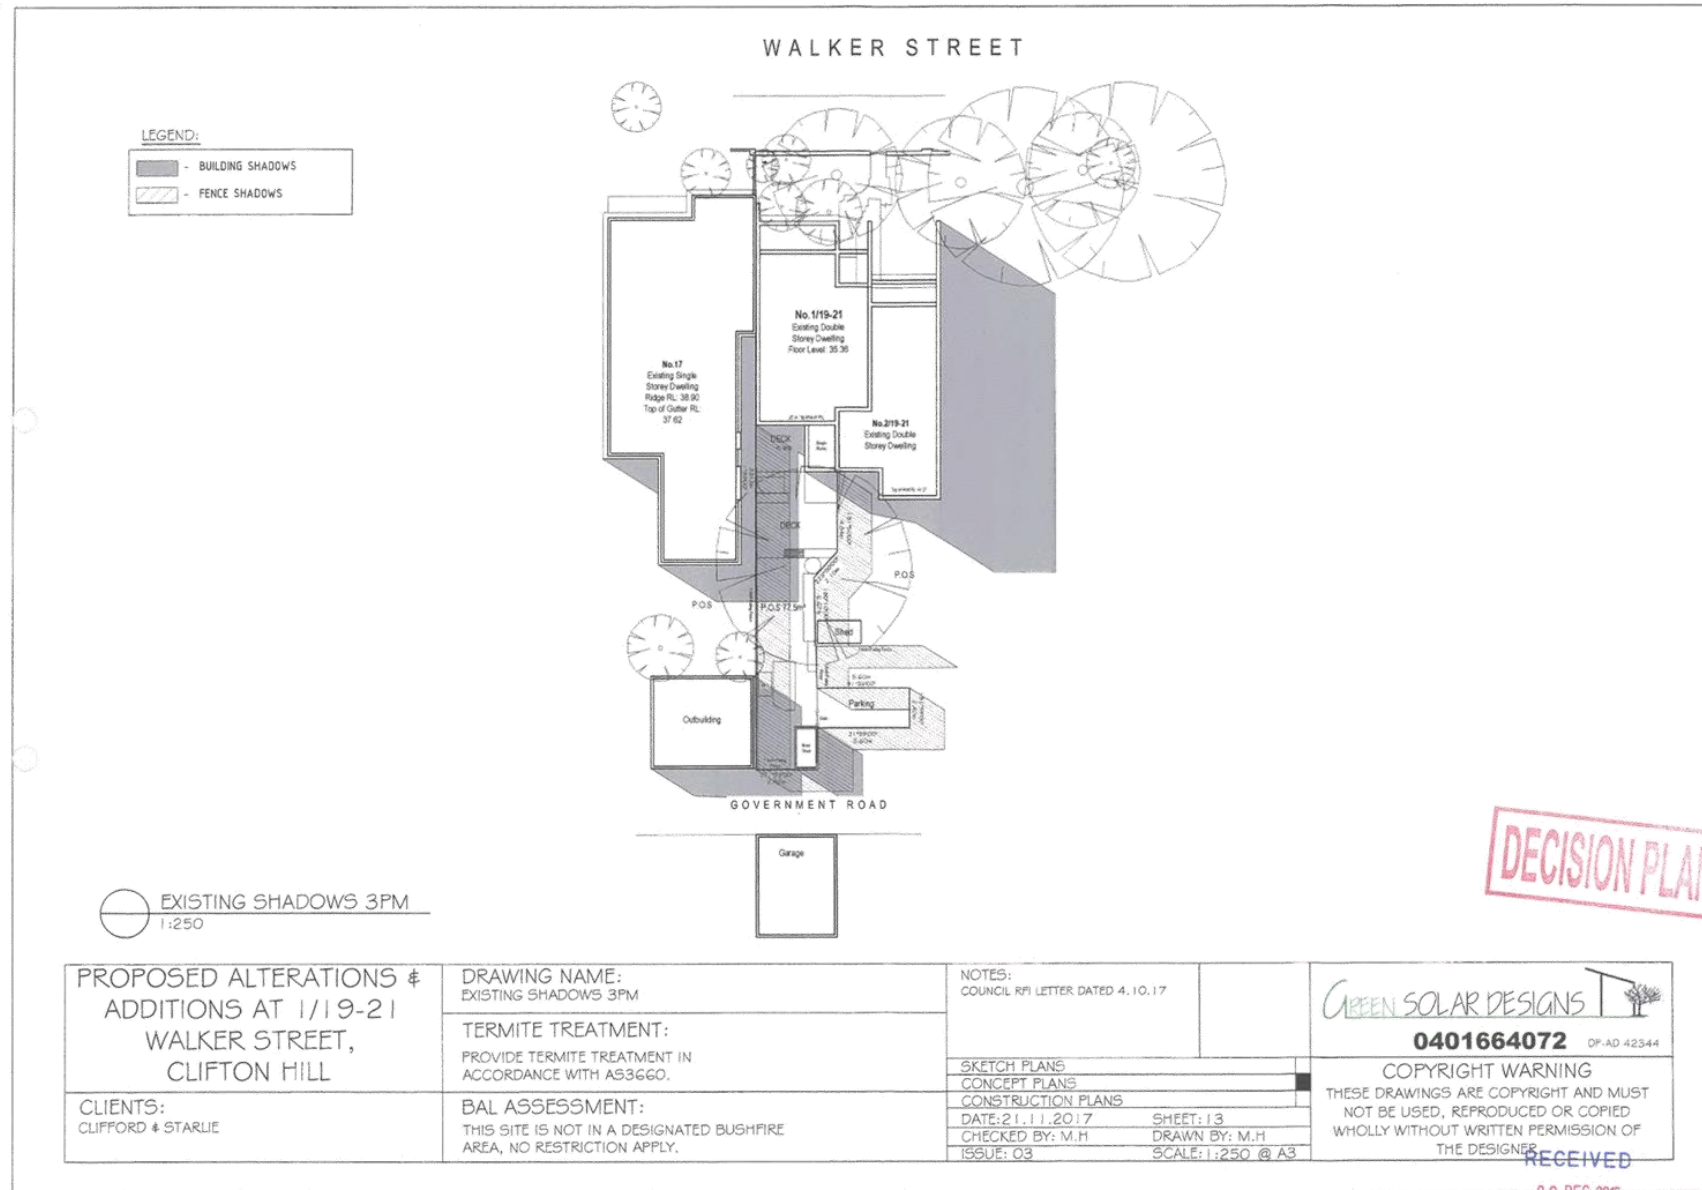 WALKER STREET
LEGEND:
- BUILDING SHADOWS
- FENCE SHADOWS
No.1/19-21
Existing Double
Storey Dwelling
Floor Level: 35.36
No.17
Existing Single
Storey Dwelling
Ridge RL: 38.90
Top of Gutter RL:
37.62
No.2/19-21
Existing Double
Storey Dwelling
DECK
DECK
P.O.S
P.O.S
P.O.S 77.5m²
Shed
Parking
Outbuilding
GOVERNMENT ROAD
Garage
DECISION PLAN
EXISTING SHADOWS 3PM
1:250
PROPOSED ALTERATIONS &
ADDITIONS AT 1/19-21
WALKER STREET,
CLIFTON HILL
CLIENTS:
CLIFFORD & STARLIE
DRAWING NAME:
EXISTING SHADOWS 3PM
TERMITE TREATMENT:
PROVIDE TERMITE TREATMENT IN
ACCORDANCE WITH AS3660.
BAL ASSESSMENT:
THIS SITE IS NOT IN A DESIGNATED BUSHFIRE
AREA, NO RESTRICTION APPLY.
NOTES:
COUNCIL RFI LETTER DATED 4.10.17
SKETCH PLANS
CONCEPT PLANS
CONSTRUCTION PLANS
DATE:21.11.2017 SHEET:13
CHECKED BY: M.H DRAWN BY: M.H
ISSUE: 03 SCALE:1:250 @ A3
GREEN SOLAR DESIGNS
0401664072 DP-AD 42344
COPYRIGHT WARNING
THESE DRAWINGS ARE COPYRIGHT AND MUST
NOT BE USED, REPRODUCED OR COPIED
WHOLLY WITHOUT WRITTEN PERMISSION OF
THE DESIGNER
RECEIVED